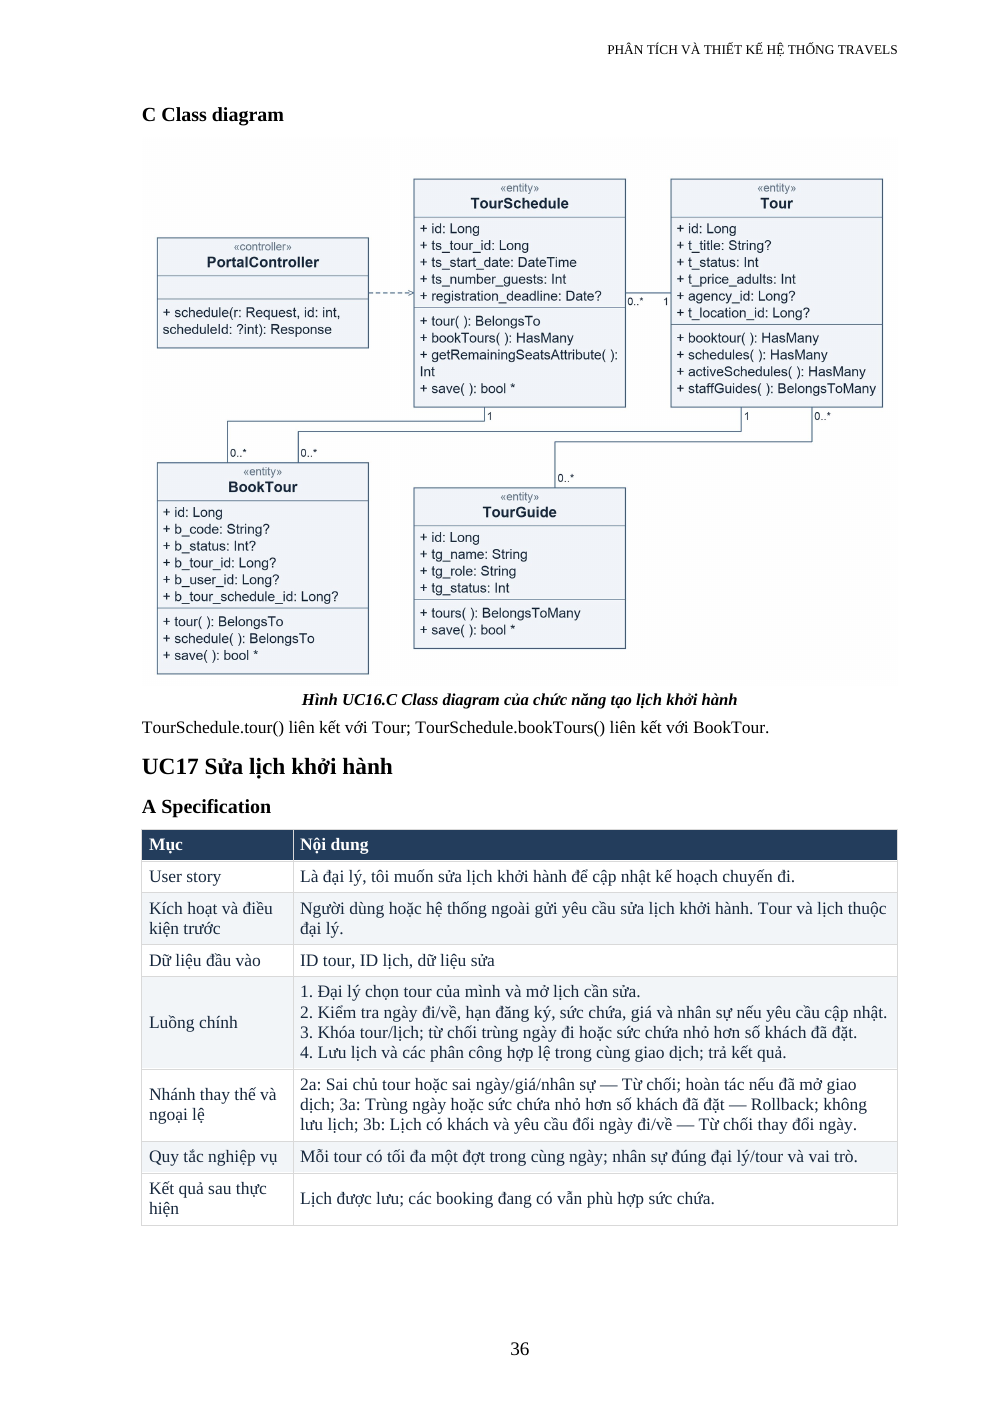 PHÂN TÍCH VÀ THIẾT KẾ HỆ THỐNG TRAVELS
C Class diagram
«controller»
PortalController
+ schedule(r: Request, id: int,
scheduleId: ?int): Response
«entity»
TourSchedule
+ id: Long
+ ts_tour_id: Long
+ ts_start_date: DateTime
+ ts_number_guests: Int
+ registration_deadline: Date?
+ tour( ): BelongsTo
+ bookTours( ): HasMany
+ getRemainingSeatsAttribute( ):
Int
+ save( ): bool *
0..* 1
«entity»
Tour
+ id: Long
+ t_title: String?
+ t_status: Int
+ t_price_adults: Int
+ agency_id: Long?
+ t_location_id: Long?
+ booktour( ): HasMany
+ schedules( ): HasMany
+ activeSchedules( ): HasMany
+ staffGuides( ): BelongsToMany
1 1 0..*
0..* 0..* 0..*
«entity»
BookTour
+ id: Long
+ b_code: String?
+ b_status: Int?
+ b_tour_id: Long?
+ b_user_id: Long?
+ b_tour_schedule_id: Long?
+ tour( ): BelongsTo
+ schedule( ): BelongsTo
+ save( ): bool *
«entity»
TourGuide
+ id: Long
+ tg_name: String
+ tg_role: String
+ tg_status: Int
+ tours( ): BelongsToMany
+ save( ): bool *
Hình UC16.C Class diagram của chức năng tạo lịch khởi hành
TourSchedule.tour() liên kết với Tour; TourSchedule.bookTours() liên kết với BookTour.
UC17 Sửa lịch khởi hành
A Specification
Mục Nội dung
User story Là đại lý, tôi muốn sửa lịch khởi hành để cập nhật kế hoạch chuyến đi.
Kích hoạt và điều
kiện trước
Người dùng hoặc hệ thống ngoài gửi yêu cầu sửa lịch khởi hành. Tour và lịch thuộc
đại lý.
Dữ liệu đầu vào ID tour, ID lịch, dữ liệu sửa
Luồng chính
1. Đại lý chọn tour của mình và mở lịch cần sửa.
2. Kiểm tra ngày đi/về, hạn đăng ký, sức chứa, giá và nhân sự nếu yêu cầu cập nhật.
3. Khóa tour/lịch; từ chối trùng ngày đi hoặc sức chứa nhỏ hơn số khách đã đặt.
4. Lưu lịch và các phân công hợp lệ trong cùng giao dịch; trả kết quả.
Nhánh thay thế và
ngoại lệ
2a: Sai chủ tour hoặc sai ngày/giá/nhân sự — Từ chối; hoàn tác nếu đã mở giao
dịch; 3a: Trùng ngày hoặc sức chứa nhỏ hơn số khách đã đặt — Rollback; không
lưu lịch; 3b: Lịch có khách và yêu cầu đổi ngày đi/về — Từ chối thay đổi ngày.
Quy tắc nghiệp vụ Mỗi tour có tối đa một đợt trong cùng ngày; nhân sự đúng đại lý/tour và vai trò.
Kết quả sau thực
hiện
Lịch được lưu; các booking đang có vẫn phù hợp sức chứa.
36